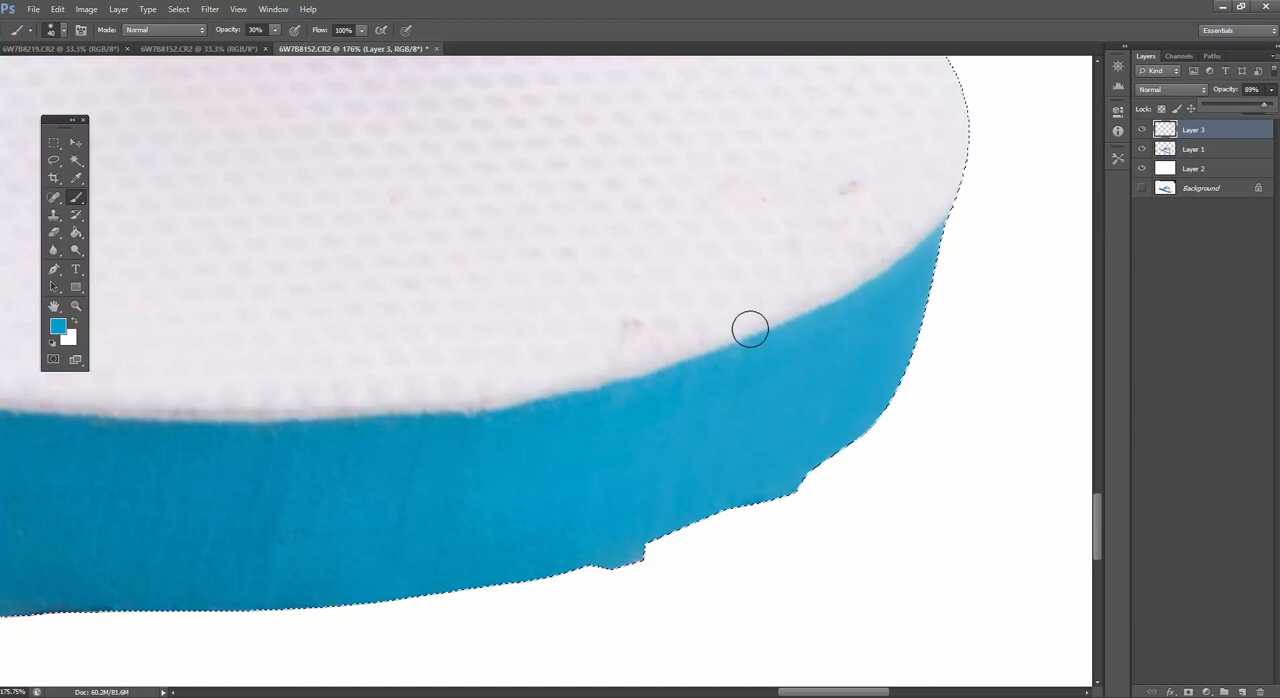 Ps File Edit Image Layer Type Select Filter View Window Help
40 Mode: Normal Opacity: 30% Flow: 100% Essentials
6W7B8219.CR2 @ 33.3% (RGB/8*) × 6W7B8152.CR2 @ 33.3% (RGB/8*) × 6W7B8152.CR2 @ 176% (Layer 3, RGB/8*) * ×
Layers Channels Paths
Kind T
Normal Opacity: 89%
Lock:
Layer 3
Layer 1
Layer 2
Background
T
175.75% Doc: 60.2M/81.6M
fx